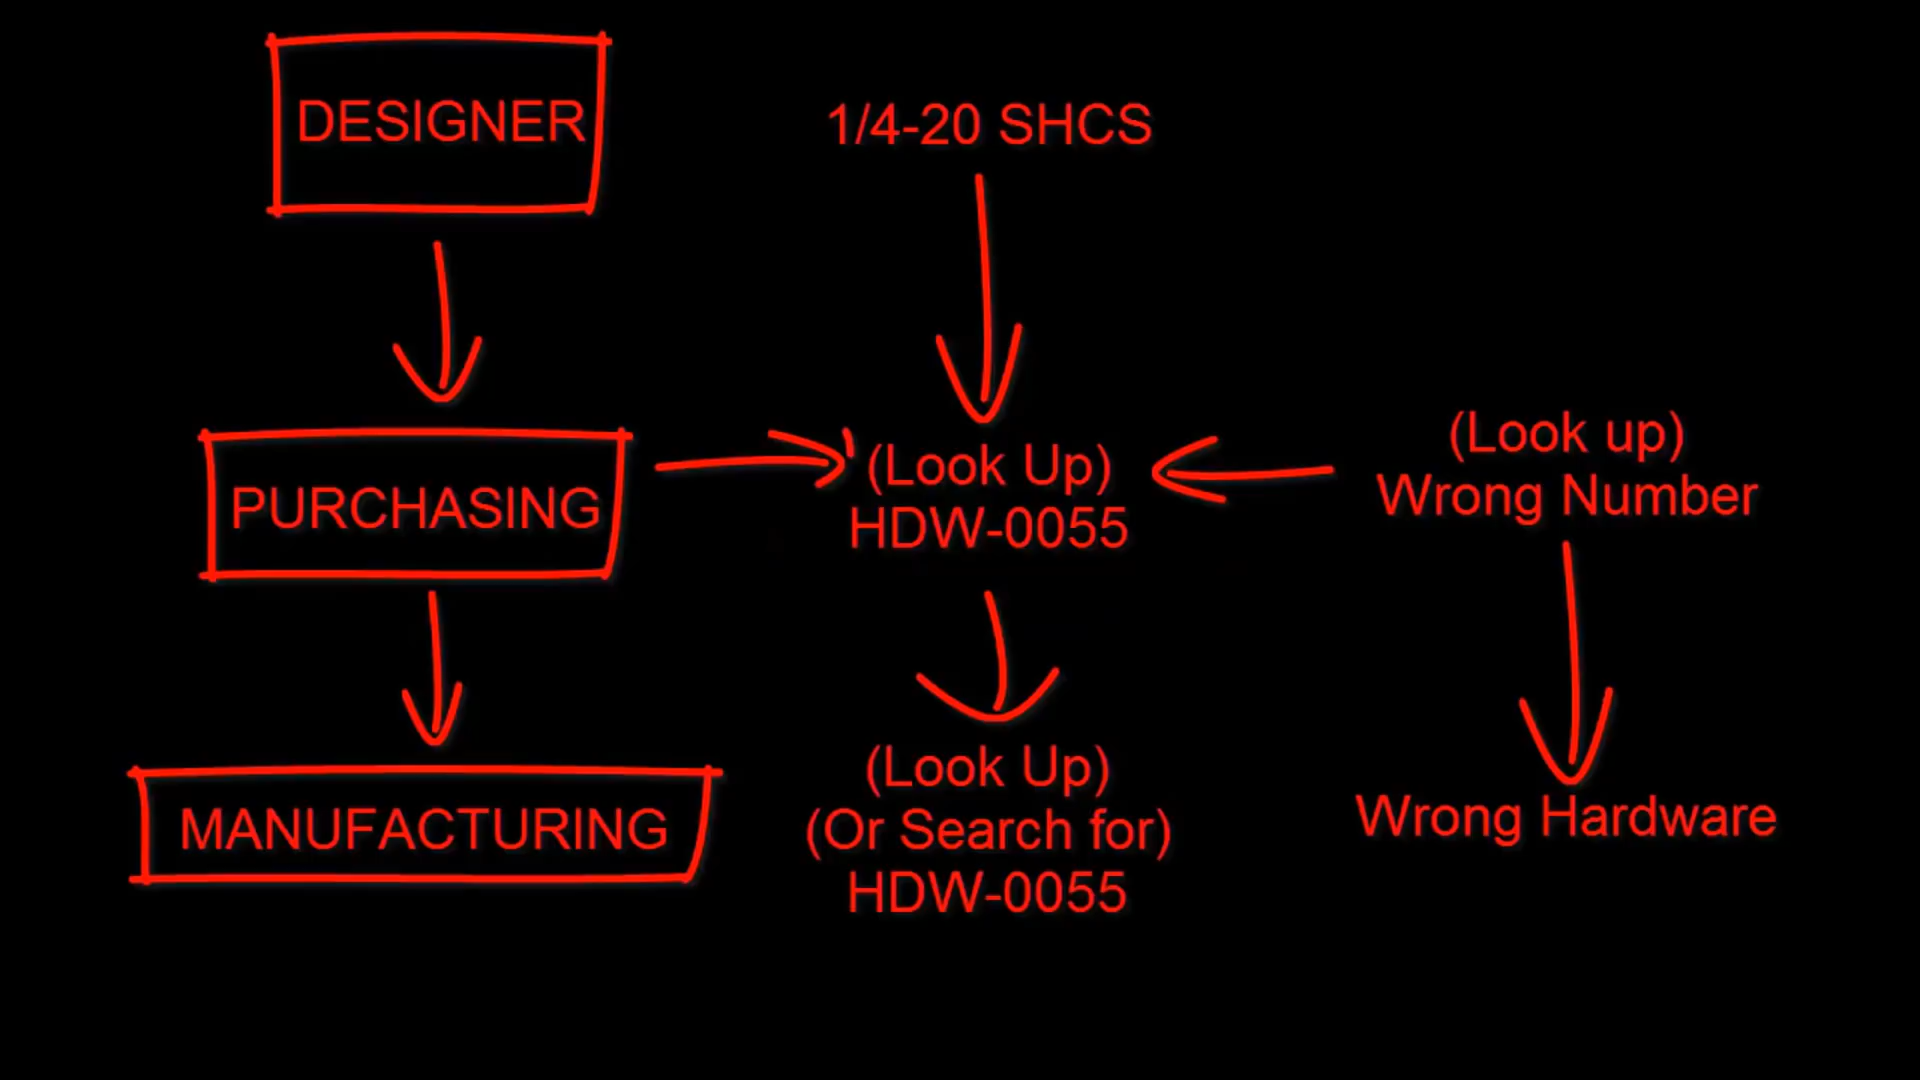 DESIGNER
1/4-20 SHCS
PURCHASING
(Look Up)
HDW-0055
(Look up)
Wrong Number
MANUFACTURING
(Look Up)
(Or Search for)
HDW-0055
Wrong Hardware